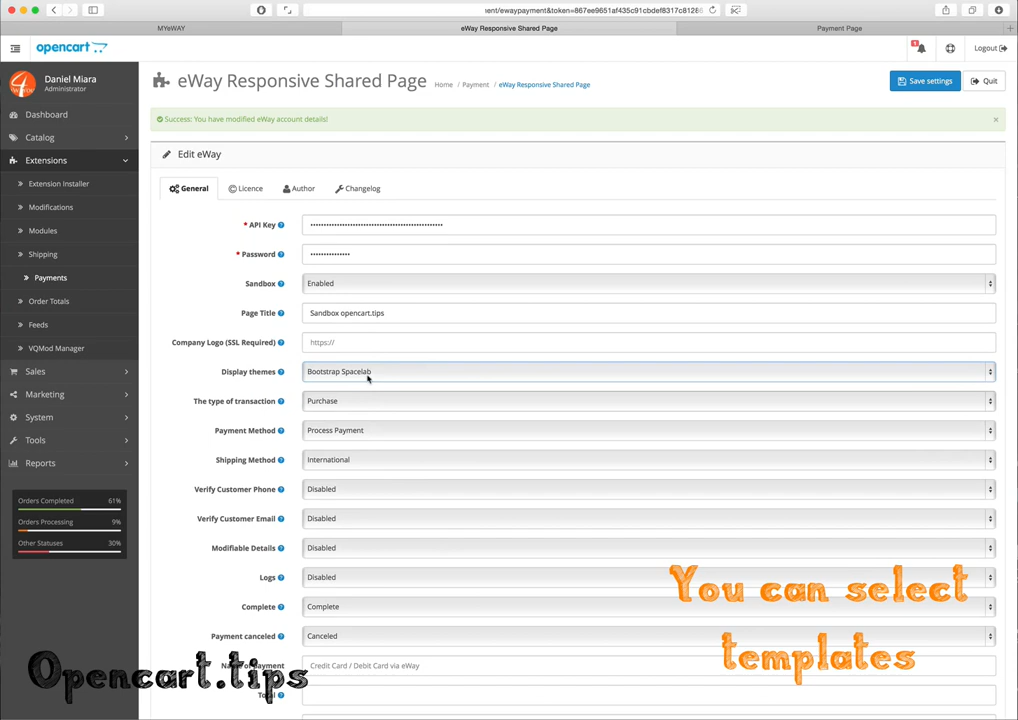 ent/ewaypayment&token=867ee9651af435c91cbdef8317c8128
MYeWAY
eWay Responsive Shared Page
Payment Page
opencart
1
Logout
Daniel Miara
Administrator
eWay Responsive Shared Page
Home / Payment / eWay Responsive Shared Page
Save settings
Quit
Dashboard
Catalog
Extensions
Extension Installer
Modifications
Modules
Shipping
Payments
Order Totals
Feeds
VQMod Manager
Sales
Marketing
System
Tools
Reports
Orders Completed 61%
Orders Processing 9%
Other Statuses 30%
Success: You have modified eWay account details!
×
Edit eWay
General
Licence
Author
Changelog
* API Key
* Password
Sandbox Enabled
Page Title Sandbox opencart.tips
Company Logo (SSL Required) https://
Display themes Bootstrap Spacelab
The type of transaction Purchase
Payment Method Process Payment
Shipping Method International
Verify Customer Phone Disabled
Verify Customer Email Disabled
Modifiable Details Disabled
Logs Disabled
Complete Complete
Payment canceled Canceled
Credit Card / Debit Card via eWay
You can select
templates
Opencart.tips